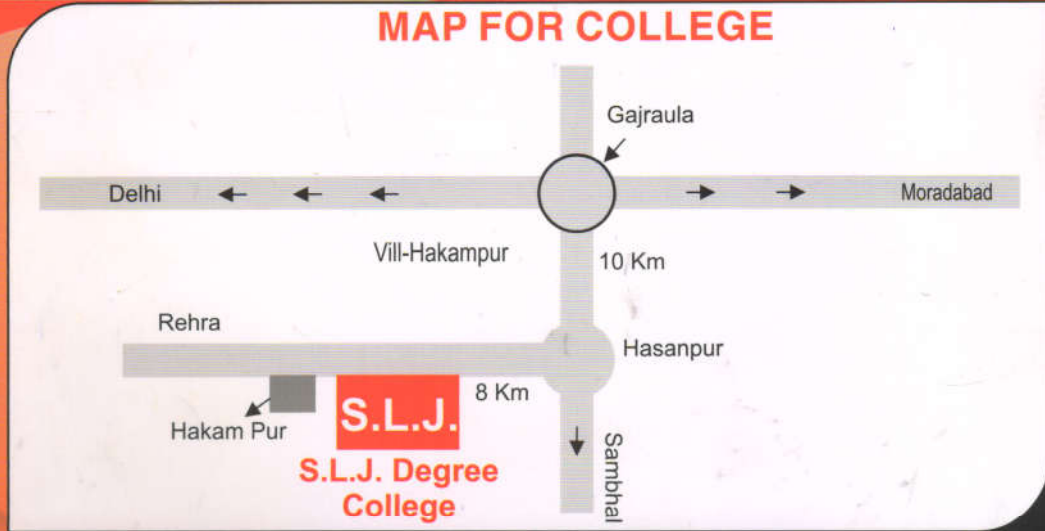 MAP FOR COLLEGE
Gajraula
Delhi
Moradabad
Vill-Hakampur
10 Km
Rehra
Hasanpur
8 Km
Hakam Pur
S.L.J.
S.L.J. Degree
College
Sambhal